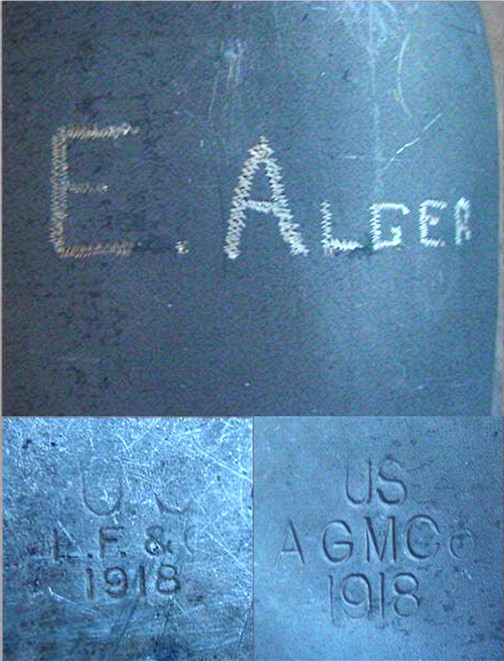 E. ALGER
U.S.
L.F. & C
1918
US
AGMCo
1918